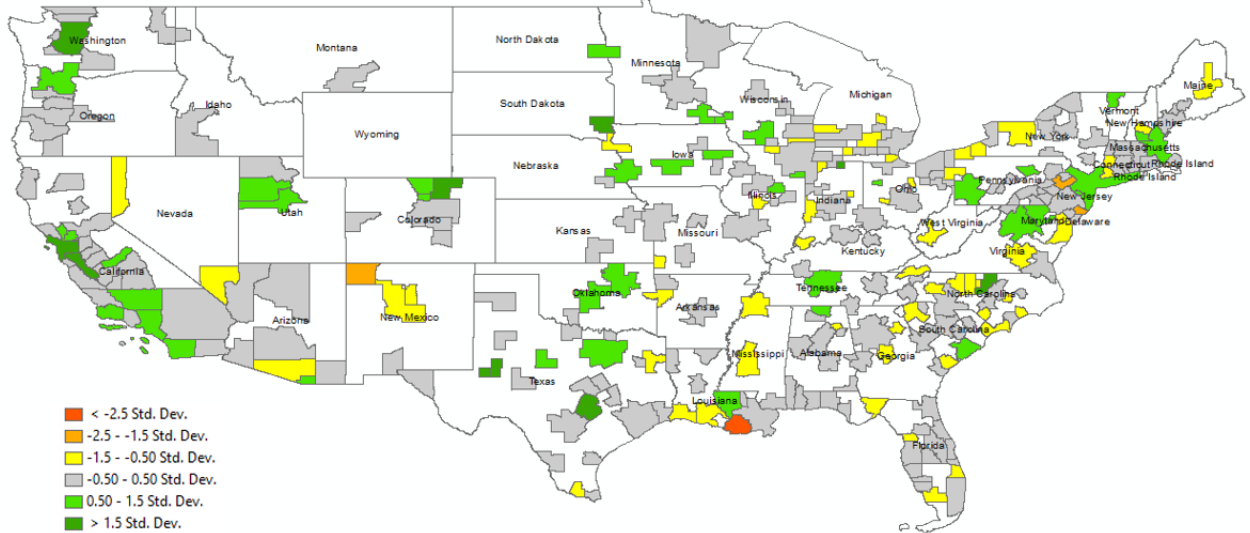 Washington
Montana
North Dakota
Minnesota
Maine
Vermont
New Hampshire
Oregon
Idaho
South Dakota
Wisconsin
Michigan
New York
Massachusetts
Wyoming
Connecticut
Rhode Island
Rhode Island
Nebraska
Iowa
Pennsylvania
New Jersey
Nevada
Utah
Colorado
Illinois
Indiana
Ohio
Maryland
Delaware
West Virginia
Kansas
Missouri
Kentucky
Virginia
California
Oklahoma
Tennessee
North Carolina
Arizona
New Mexico
Arkansas
South Carolina
Mississippi
Alabama
Georgia
Texas
Louisiana
Florida
< -2.5 Std. Dev.
-2.5 - -1.5 Std. Dev.
-1.5 - -0.50 Std. Dev.
-0.50 - 0.50 Std. Dev.
0.50 - 1.5 Std. Dev.
> 1.5 Std. Dev.